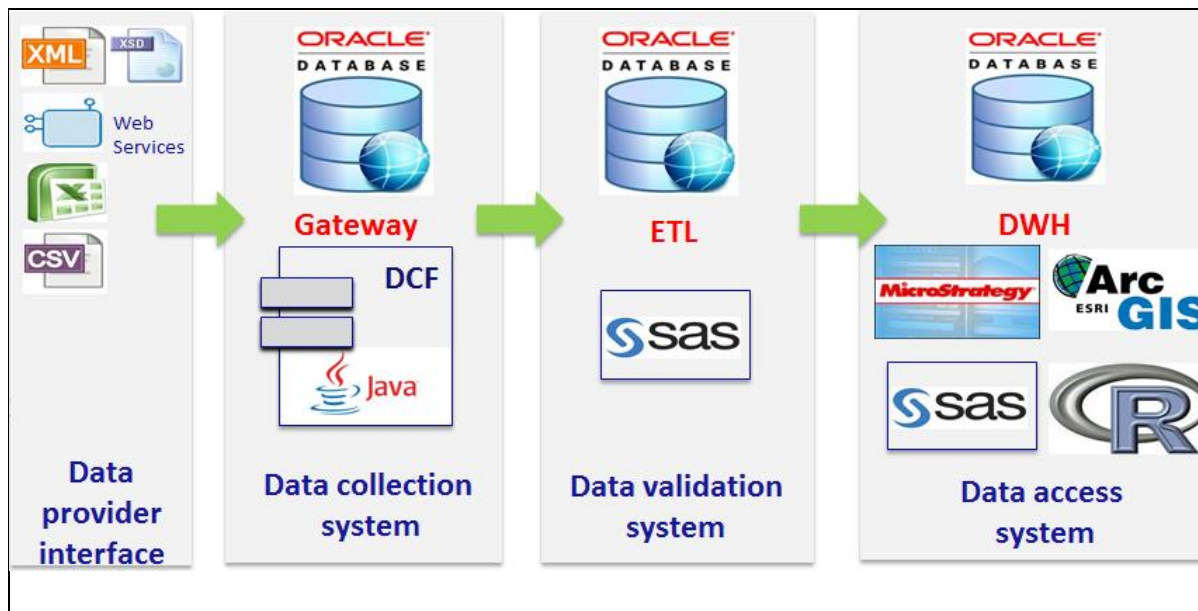 XML
XSD
Web
Services
CSV
Data
provider
interface
ORACLE
DATABASE
Gateway
DCF
Java
Data collection
system
ORACLE
DATABASE
ETL
sas
Data validation
system
ORACLE
DATABASE
DWH
MicroStrategy
Arc
ESRI GIS
sas
R
Data access
system